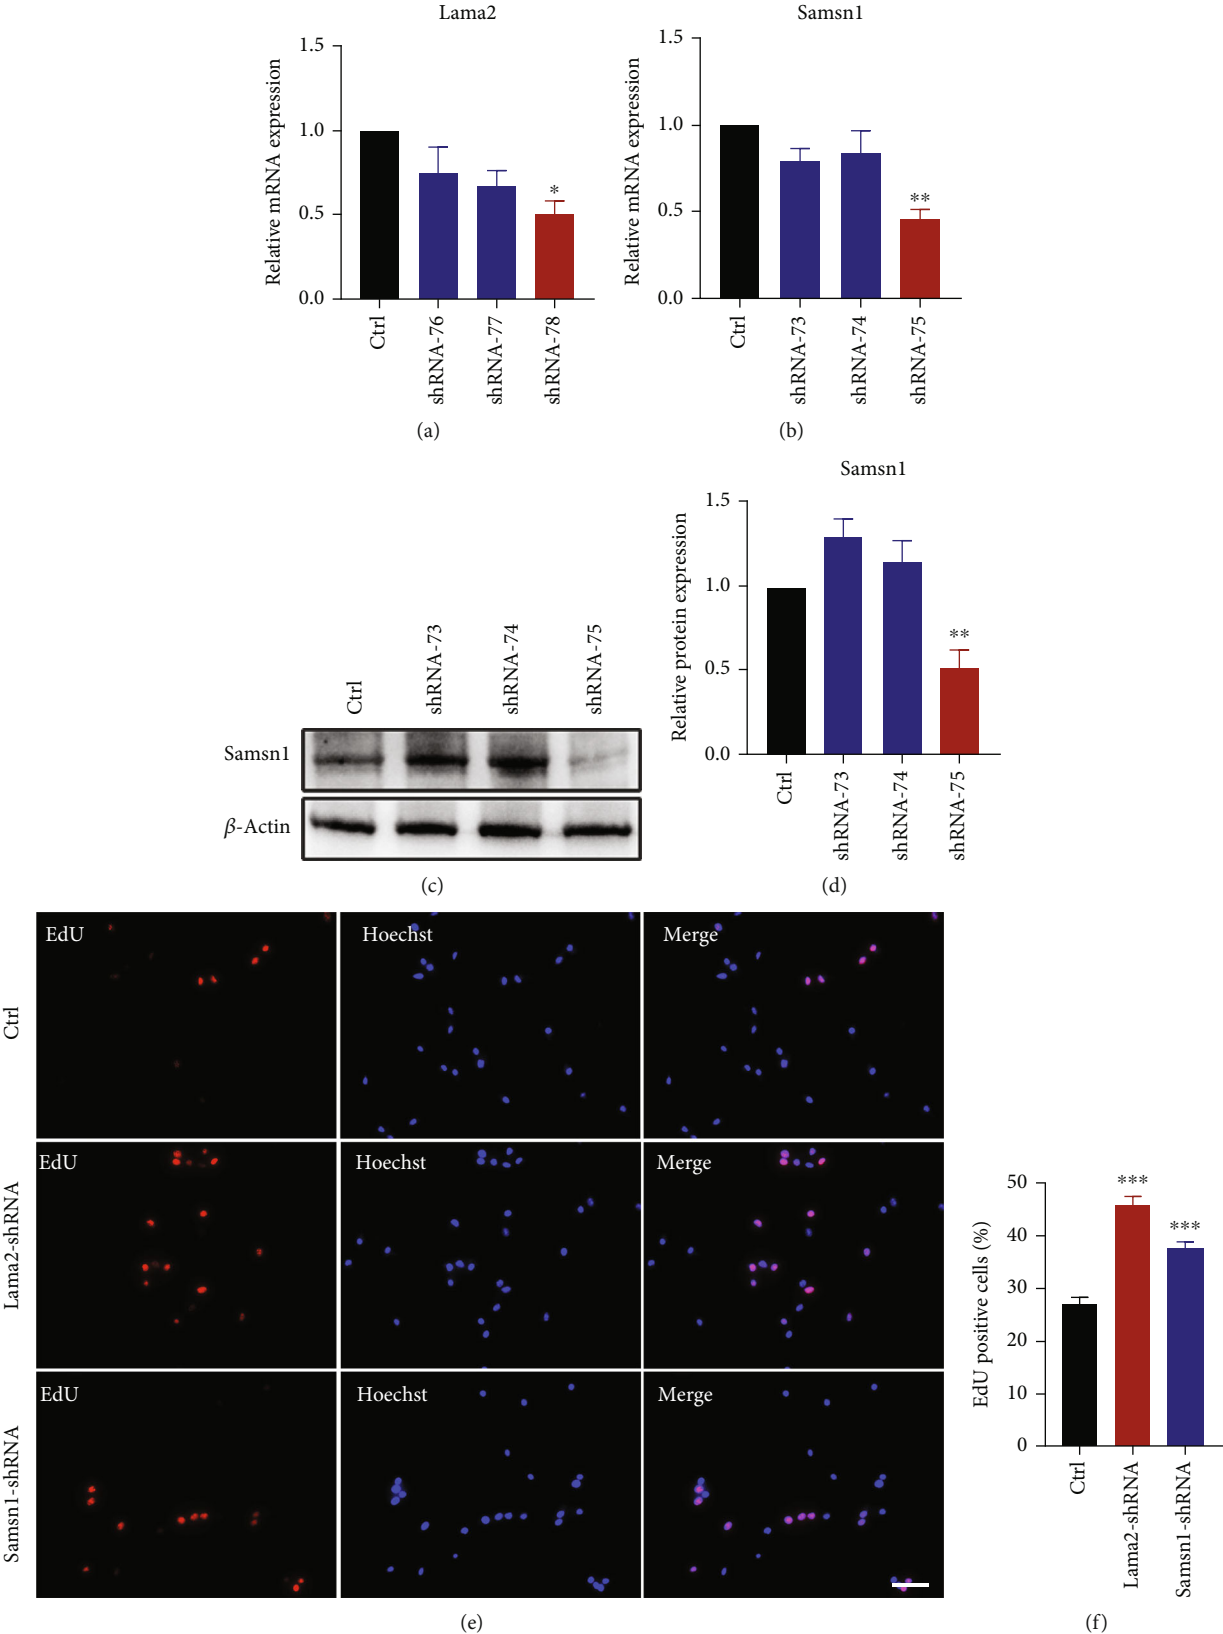 Lama2
Relative mRNA expression
1.5
1.0
0.5
0.0
*
Ctrl
shRNA-76
shRNA-77
shRNA-78
(a)
Samsn1
Relative mRNA expression
1.5
1.0
0.5
0.0
**
Ctrl
shRNA-73
shRNA-74
shRNA-75
(b)
Ctrl
shRNA-73
shRNA-74
shRNA-75
Samsn1
β-Actin
(c)
Samsn1
Relative protein expression
1.5
1.0
0.5
0.0
**
Ctrl
shRNA-73
shRNA-74
shRNA-75
(d)
Ctrl
EdU
Hoechst
Merge
Lama2-shRNA
EdU
Hoechst
Merge
Samsn1-shRNA
EdU
Hoechst
Merge
(e)
EdU positive cells (%)
50
40
30
20
10
0
***
***
Ctrl
Lama2-shRNA
Samsn1-shRNA
(f)